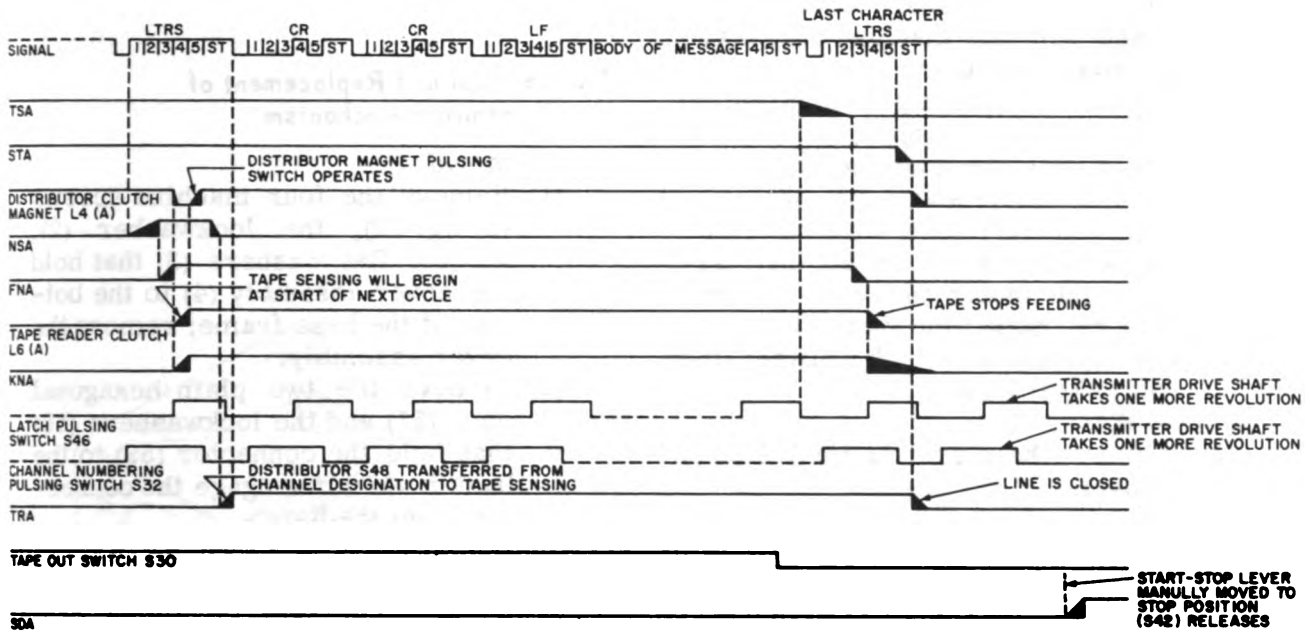 LAST CHARACTER
LTRS CR CR LF LTRS
SIGNAL 1 2 3 4 5 ST 1 2 3 4 5 ST 1 2 3 4 5 ST 1 2 3 4 5 ST BODY OF MESSAGE 4 5 ST 1 2 3 4 5 ST
TSA
STA
DISTRIBUTOR MAGNET PULSING
SWITCH OPERATES
DISTRIBUTOR CLUTCH
MAGNET L4 (A)
NSA
TAPE SENSING WILL BEGIN
AT START OF NEXT CYCLE
FNA
TAPE STOPS FEEDING
TAPE READER CLUTCH
L6 (A)
KNA
TRANSMITTER DRIVE SHAFT
TAKES ONE MORE REVOLUTION
LATCH PULSING
SWITCH S46
TRANSMITTER DRIVE SHAFT
TAKES ONE MORE REVOLUTION
CHANNEL NUMBERING
PULSING SWITCH S32
DISTRIBUTOR S48 TRANSFERRED FROM
CHANNEL DESIGNATION TO TAPE SENSING
LINE IS CLOSED
TRA
TAPE OUT SWITCH S30
START-STOP LEVER
MANULLY MOVED TO
STOP POSITION
(S42) RELEASES
SDA